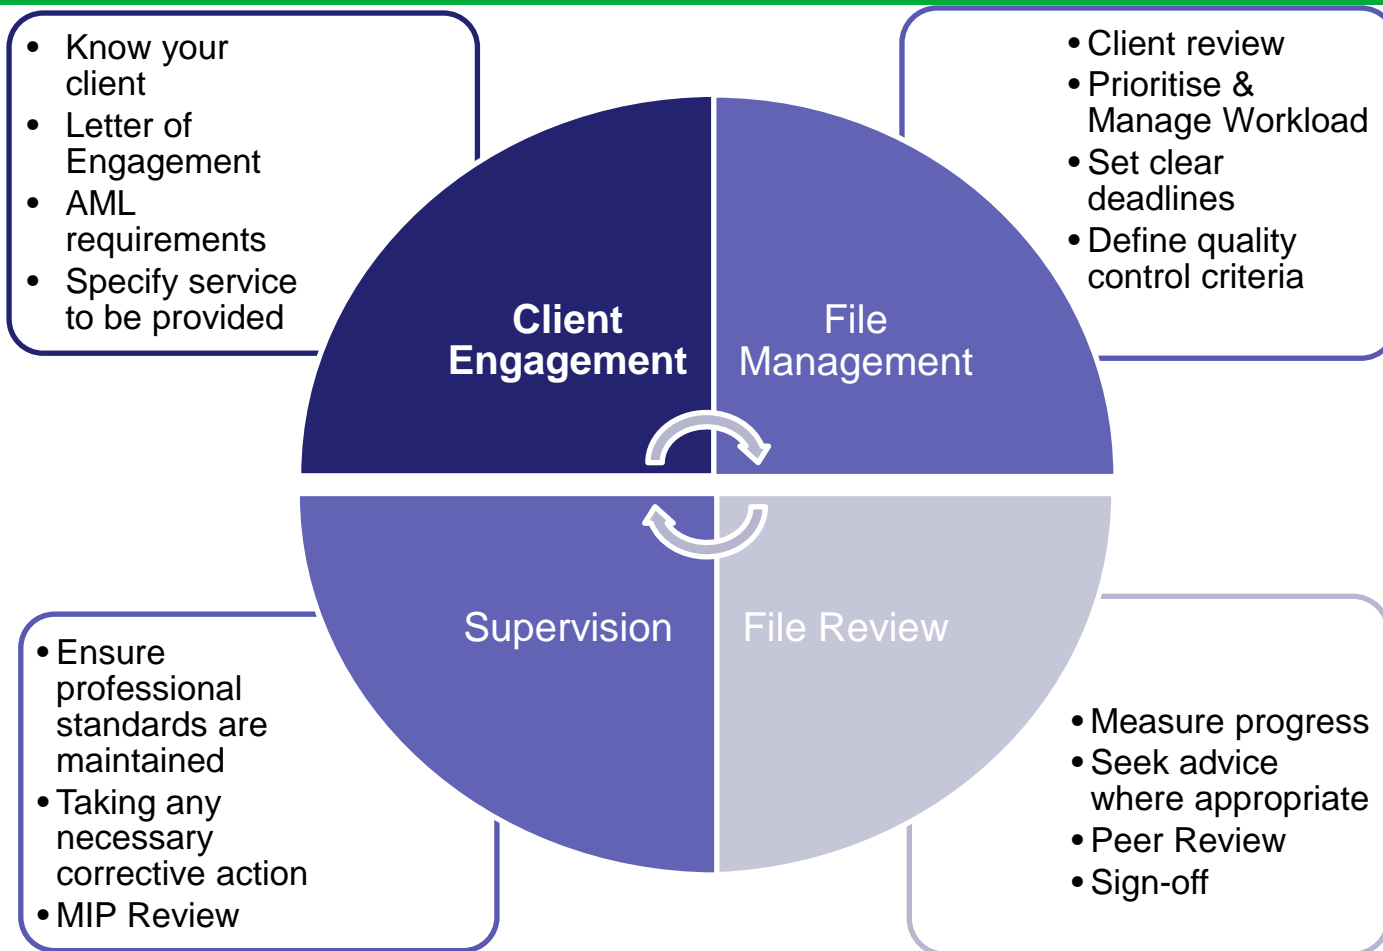 • Know your
client
• Letter of
Engagement
• AML
requirements
• Specify service
to be provided
• Client review
• Prioritise &
Manage Workload
• Set clear
deadlines
• Define quality
control criteria
Client
Engagement
File
Management
Supervision
File Review
• Ensure
professional
standards are
maintained
• Taking any
necessary
corrective action
• MIP Review
• Measure progress
• Seek advice
where appropriate
• Peer Review
• Sign-off